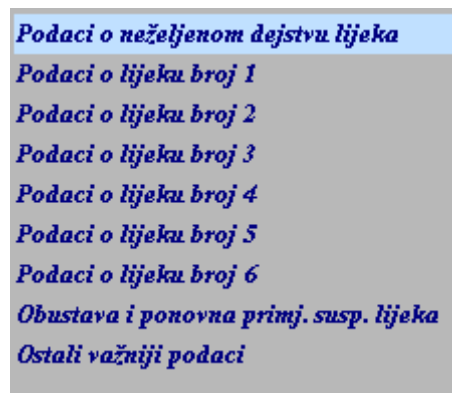 Podaci o neželjenom dejstvu lijeka
Podaci o lijeku broj 1
Podaci o lijeku broj 2
Podaci o lijeku broj 3
Podaci o lijeku broj 4
Podaci o lijeku broj 5
Podaci o lijeku broj 6
Obustava i ponovna primj. susp. lijeka
Ostali važniji podaci